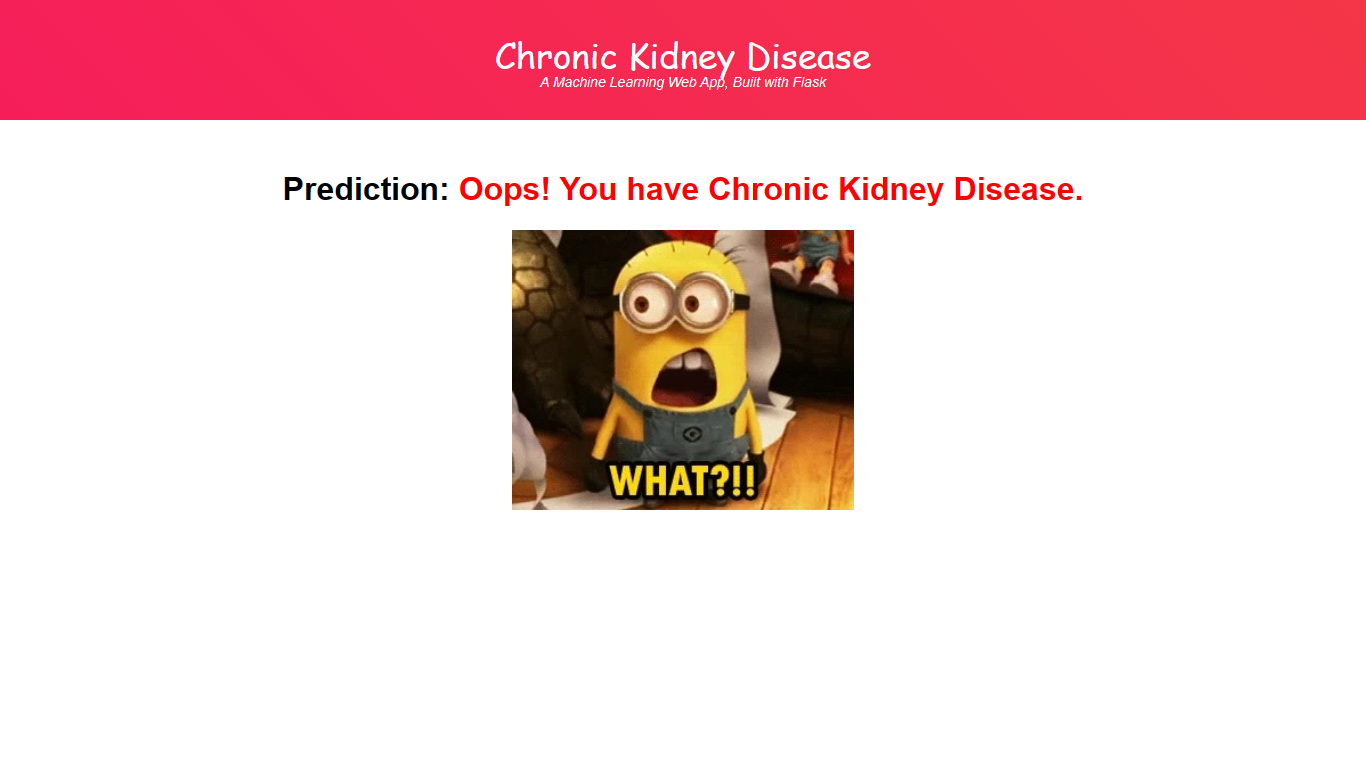 Chronic Kidney Disease
A Machine Learning Web App, Built with Flask
Prediction: Oops! You have Chronic Kidney Disease.
WHAT?!!